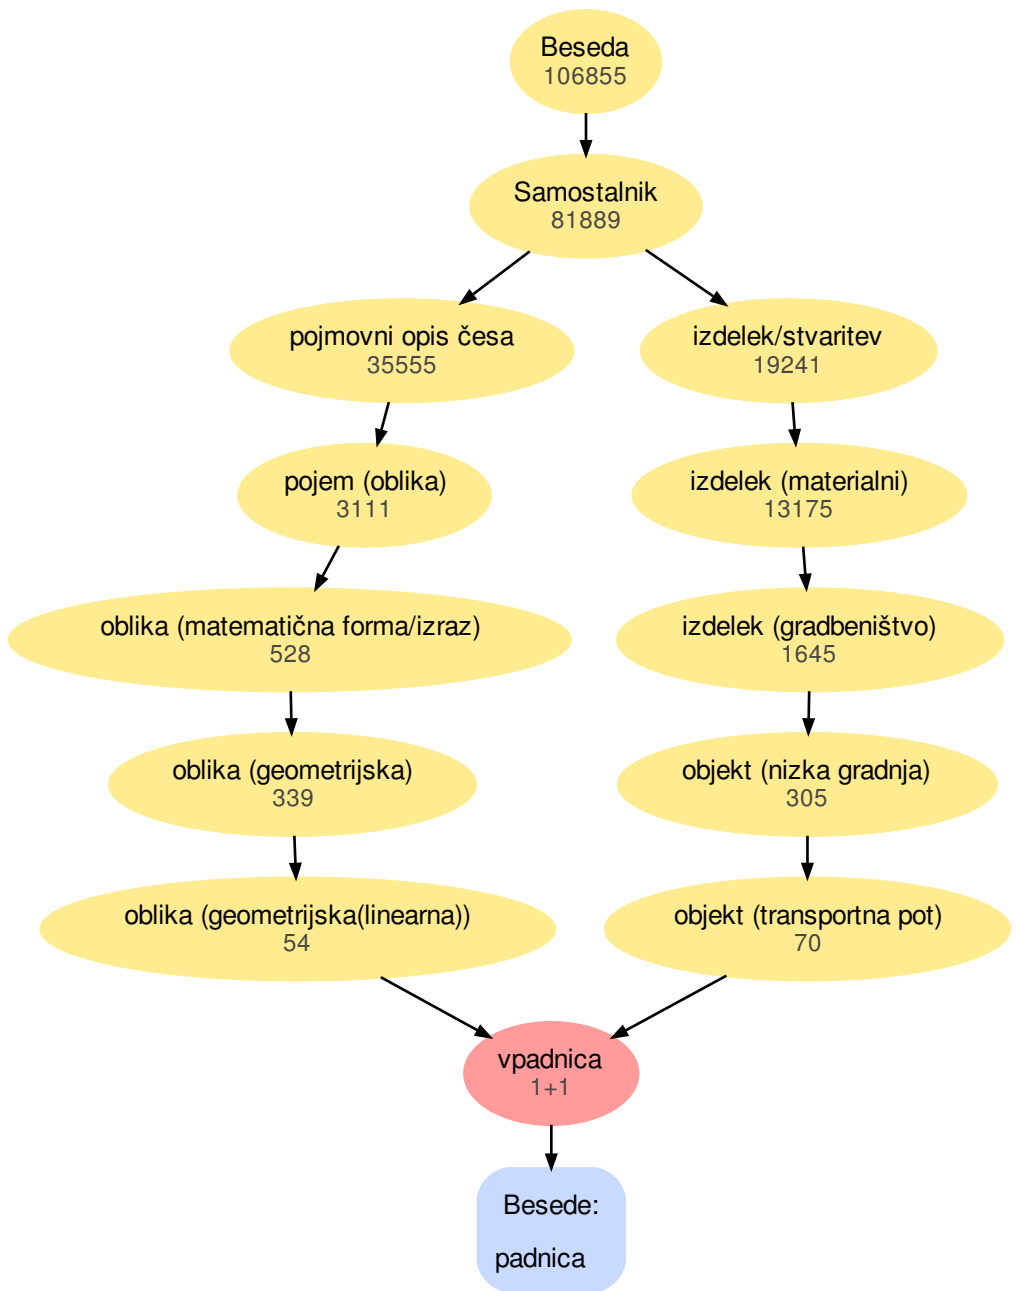 Beseda
106855
Samostalnik
81889
pojmovni opis česa
35555
izdelek/stvaritev
19241
pojem (oblika)
3111
izdelek (materialni)
13175
oblika (matematična forma/izraz)
528
izdelek (gradbeništvo)
1645
oblika (geometrijska)
339
objekt (nizka gradnja)
305
oblika (geometrijska(linearna))
54
objekt (transportna pot)
70
vpadnica
1+1
Besede:
padnica